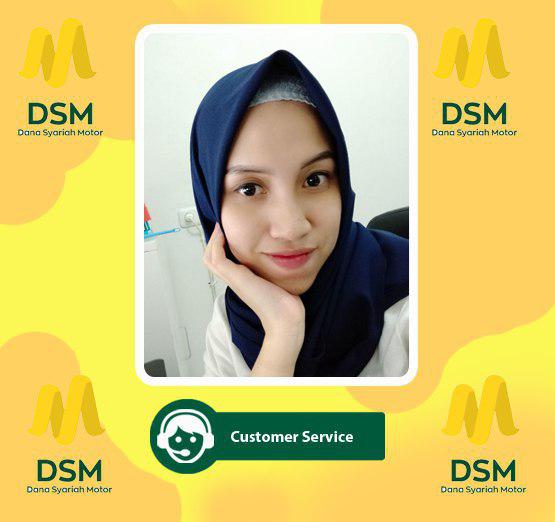 DSM
Dana Syariah Motor
DSM
Dana Syariah Motor
Customer Service
DSM
Dana Syariah Motor
DSM
Dana Syariah Motor